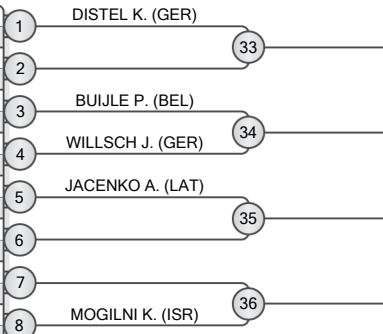 1
DISTEL K. (GER)
33
2
3
BUIJLE P. (BEL)
34
4
WILLSCH J. (GER)
5
JACENKO A. (LAT)
35
6
7
36
8
MOGILNI K. (ISR)